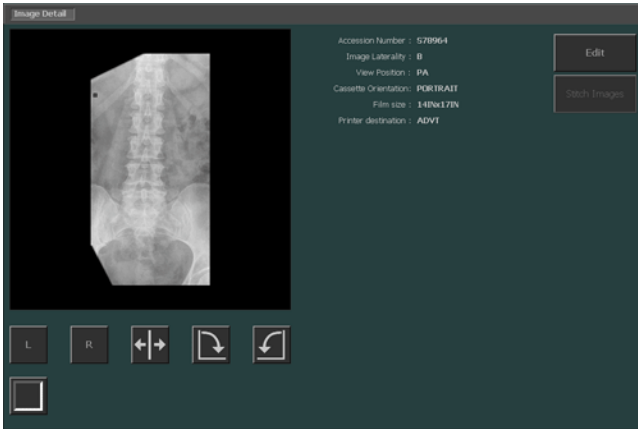 Image Detail
Accession Number : S78964
Image Laterality : B
View Position : PA
Cassette Orientation: PORTRAIT
Film size : 14INx17IN
Printer destination : ADVT
Edit
Stitch Images
L
R